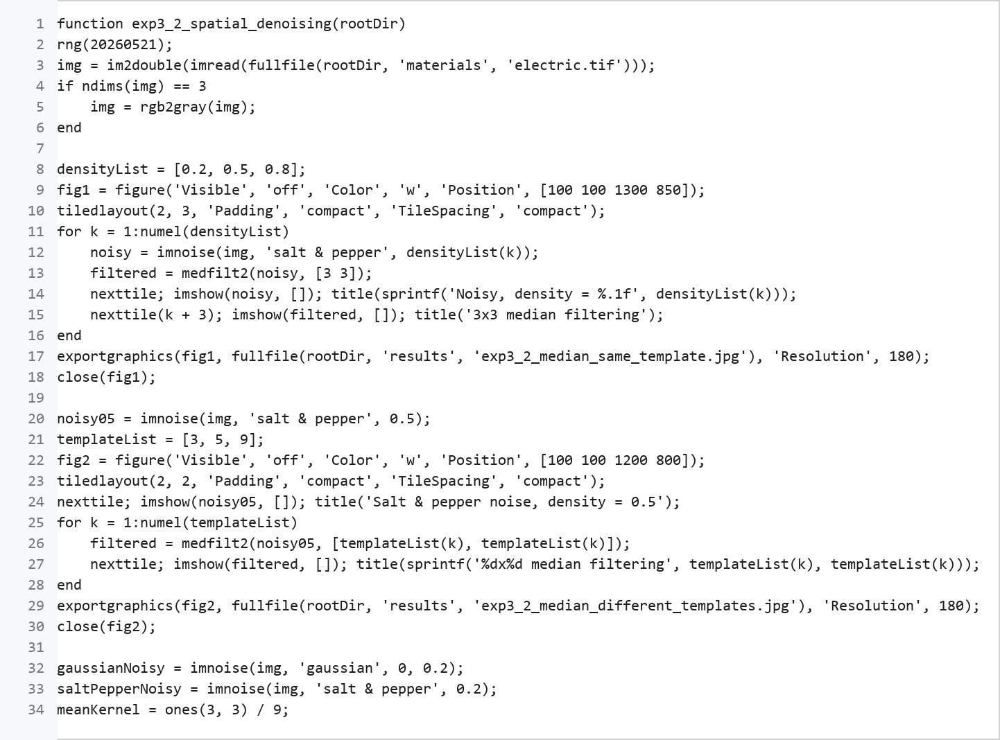 1 function exp3_2_spatial_denoising(rootDir)
2 rng(20260521);
3 img = im2double(imread(fullfile(rootDir, 'materials', 'electric.tif')));
4 if ndims(img) == 3
5     img = rgb2gray(img);
6 end
7
8 densityList = [0.2, 0.5, 0.8];
9 fig1 = figure('Visible', 'off', 'Color', 'w', 'Position', [100 100 1300 850]);
10 tiledlayout(2, 3, 'Padding', 'compact', 'TileSpacing', 'compact');
11 for k = 1:numel(densityList)
12     noisy = imnoise(img, 'salt & pepper', densityList(k));
13     filtered = medfilt2(noisy, [3 3]);
14     nexttile; imshow(noisy, []); title(sprintf('Noisy, density = %.1f', densityList(k)));
15     nexttile(k + 3); imshow(filtered, []); title('3x3 median filtering');
16 end
17 exportgraphics(fig1, fullfile(rootDir, 'results', 'exp3_2_median_same_template.jpg'), 'Resolution', 180);
18 close(fig1);
19
20 noisy05 = imnoise(img, 'salt & pepper', 0.5);
21 templateList = [3, 5, 9];
22 fig2 = figure('Visible', 'off', 'Color', 'w', 'Position', [100 100 1200 800]);
23 tiledlayout(2, 2, 'Padding', 'compact', 'TileSpacing', 'compact');
24 nexttile; imshow(noisy05, []); title('Salt & pepper noise, density = 0.5');
25 for k = 1:numel(templateList)
26     filtered = medfilt2(noisy05, [templateList(k), templateList(k)]);
27     nexttile; imshow(filtered, []); title(sprintf('%dx%d median filtering', templateList(k), templateList(k)));
28 end
29 exportgraphics(fig2, fullfile(rootDir, 'results', 'exp3_2_median_different_templates.jpg'), 'Resolution', 180);
30 close(fig2);
31
32 gaussianNoisy = imnoise(img, 'gaussian', 0, 0.2);
33 saltPepperNoisy = imnoise(img, 'salt & pepper', 0.2);
34 meanKernel = ones(3, 3) / 9;